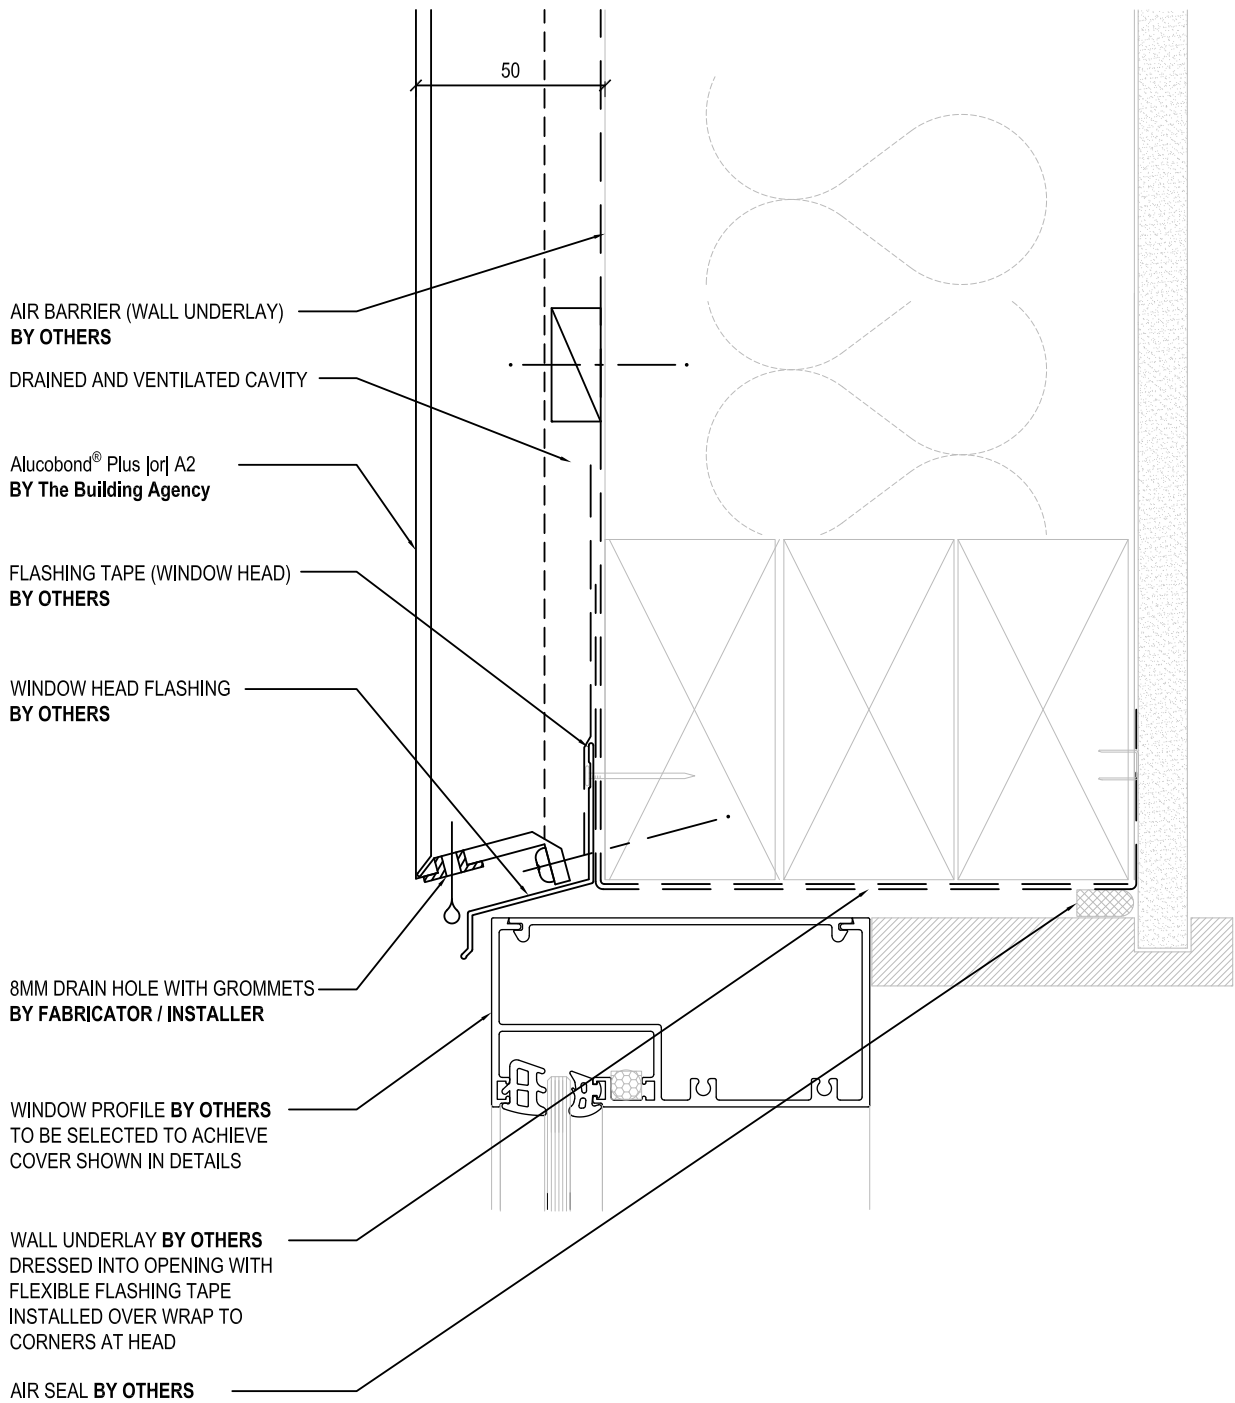 50
AIR BARRIER (WALL UNDERLAY)
BY OTHERS
DRAINED AND VENTILATED CAVITY
Alucobond® Plus |or| A2
BY The Building Agency
FLASHING TAPE (WINDOW HEAD)
BY OTHERS
WINDOW HEAD FLASHING
BY OTHERS
8MM DRAIN HOLE WITH GROMMETS
BY FABRICATOR / INSTALLER
WINDOW PROFILE BY OTHERS
TO BE SELECTED TO ACHIEVE
COVER SHOWN IN DETAILS
WALL UNDERLAY BY OTHERS
DRESSED INTO OPENING WITH
FLEXIBLE FLASHING TAPE
INSTALLED OVER WRAP TO
CORNERS AT HEAD
AIR SEAL BY OTHERS